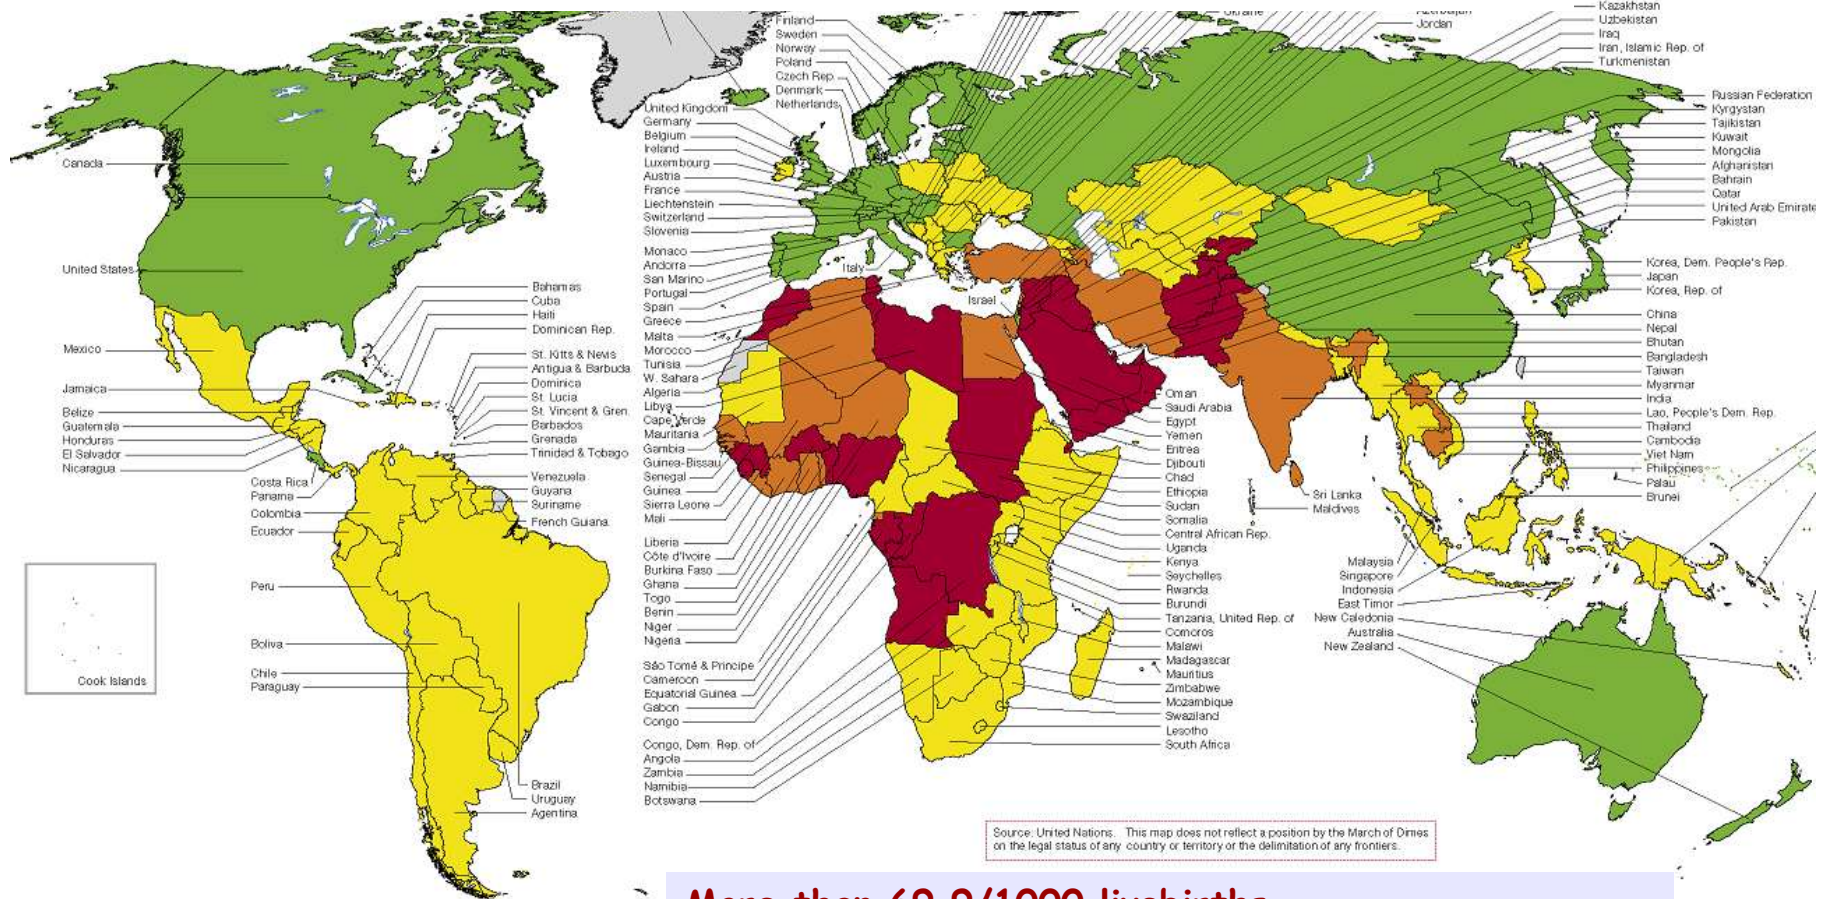 Finland
Sweden
Norway
Poland
Czech Rep.
Denmark
Netherlands
United Kingdom
Germany
Belgium
Ireland
Luxembourg
Austria
France
Liechtenstein
Switzerland
Slovenia
Monaco
Andorra
San Marino
Portugal
Spain
Greece
Malta
Morocco
Tunisia
W. Sahara
Algeria
Libya
Cape Verde
Mauritania
Gambia
Guinea-Bissau
Senegal
Guinea
Sierra Leone
Mali
Liberia
Côte d'Ivoire
Burkina Faso
Ghana
Togo
Benin
Niger
Nigeria
São Tomé & Principe
Cameroon
Equatorial Guinea
Gabon
Congo
Congo, Dem. Rep. of
Angola
Zambia
Namibia
Botswana
Italy
Israel
Canada
United States
Mexico
Jamaica
Belize
Guatemala
Honduras
El Salvador
Nicaragua
Bahamas
Cuba
Haiti
Dominican Rep.
St. Kitts & Nevis
Antigua & Barbuda
Dominica
St. Lucia
St. Vincent & Gren.
Barbados
Grenada
Trinidad & Tobago
Costa Rica
Panama
Colombia
Ecuador
Venezuela
Guyana
Suriname
French Guiana
Peru
Boliva
Chile
Paraguay
Brazil
Uruguay
Agentina
Cook Islands
Ukraine
Azerbaijan
Jordan
Kazakhstan
Uzbekistan
Iraq
Iran, Islamic Rep. of
Turkmenistan
Russian Federation
Kyrgystan
Tajikistan
Kuwait
Mongolia
Afghanistan
Bahrain
Qatar
United Arab Emirate
Pakistan
Korea, Dem. People's Rep.
Japan
Korea, Rep. of
China
Nepal
Bhutan
Bangladesh
Taiwan
Myanmar
India
Lao, People's Dem. Rep.
Thailand
Cambodia
Viet Nam
Philippines
Palau
Brunei
Oman
Saudi Arabia
Egypt
Yemen
Eritrea
Djibouti
Chad
Ethiopia
Sudan
Somalia
Central African Rep.
Uganda
Kenya
Seychelles
Rwanda
Burundi
Tanzania, United Rep. of
Comoros
Malawi
Madagascar
Mauritius
Zimbabwe
Mozambique
Swaziland
Lesotho
South Africa
Sri Lanka
Maldives
Malaysia
Singapore
Indonesia
East Timor
New Caledonia
Australia
New Zealand
Source: United Nations. This map does not reflect a position by the March of Dimes
on the legal status of any country or territory or the delimitation of any frontiers.
More than 69.9/1000 livebirths